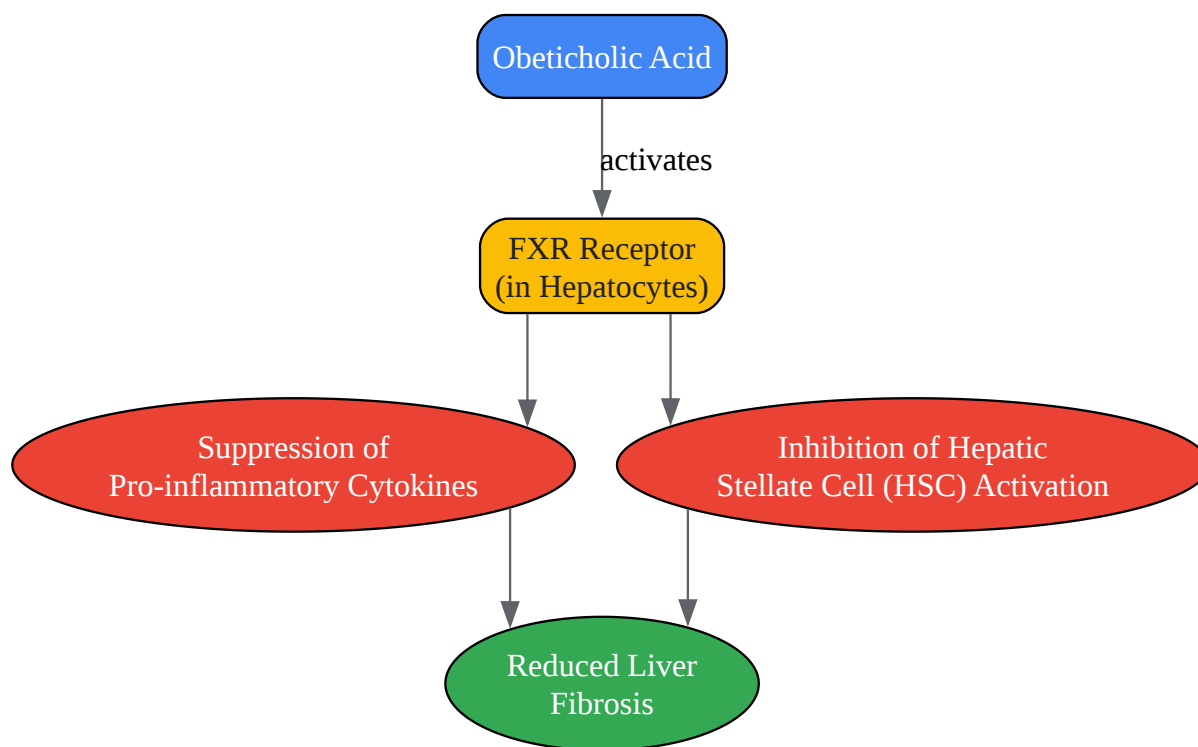 Obeticholic Acid
activates
FXR Receptor
(in Hepatocytes)
Suppression of
Pro-inflammatory Cytokines
Inhibition of Hepatic
Stellate Cell (HSC) Activation
Reduced Liver
Fibrosis